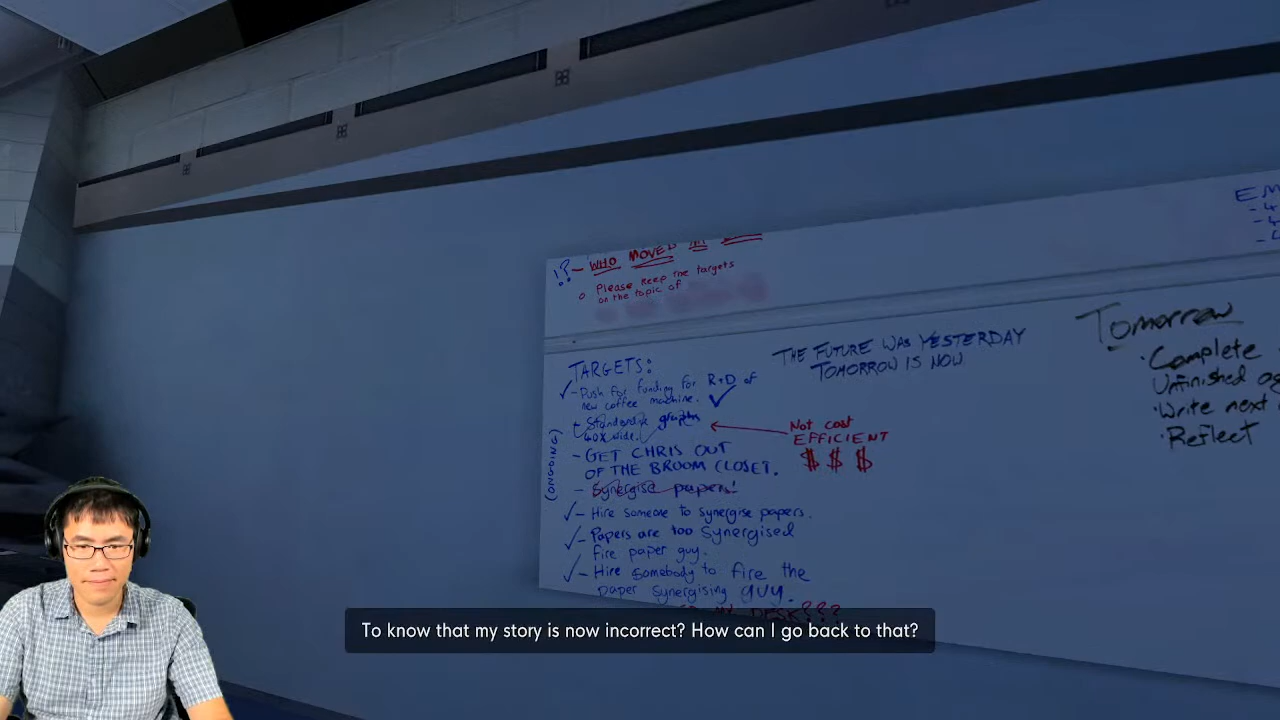 !?
- WHO MOVED
o Please keep the targets
on the topic of
EM
TARGETS:
- Push for funding for R+D of
new coffee machine.
- Standardise graphs
40% wide.
(ONGOING)
- GET CHRIS OUT
OF THE BROOM CLOSET.
- Synergise papers!
- Hire someone to synergise papers.
- Papers are too synergised
fire paper guy.
- Hire somebody to fire the
paper synergising guy.
DESK???
THE FUTURE WAS YESTERDAY
TOMORROW IS NOW
Not cost
EFFICIENT
$ $ $
Tomorrow
· Complete
Unfinished
· Write next
· Reflect
To know that my story is now incorrect? How can I go back to that?